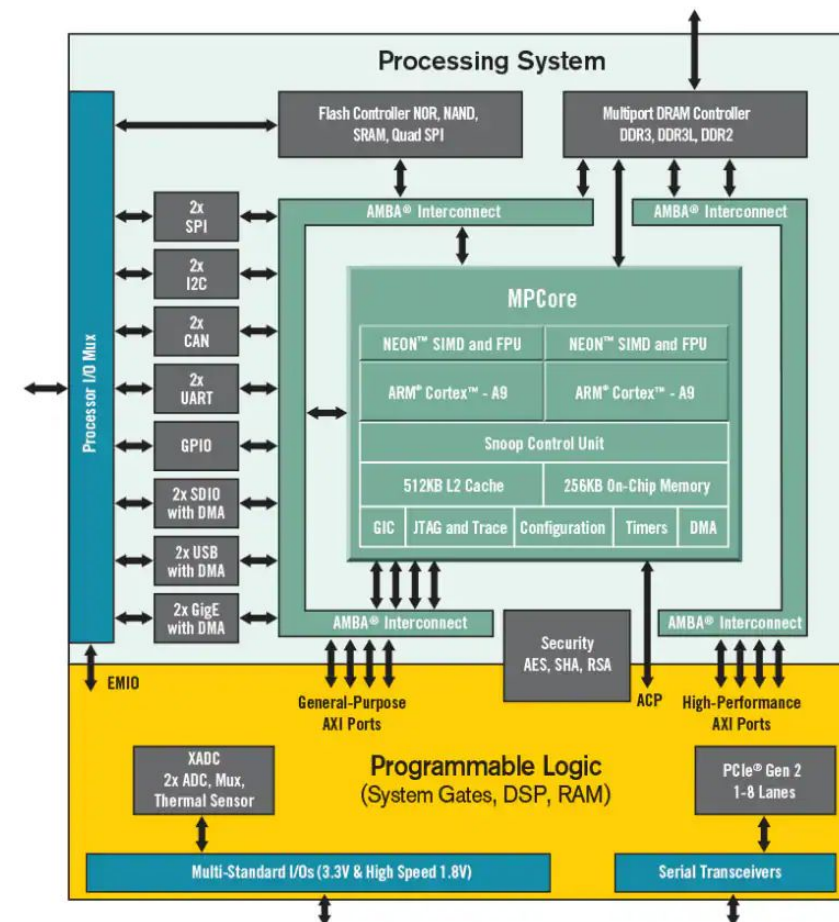 Processing System
Flash Controller NOR, NAND,
SRAM, Quad SPI
Multiport DRAM Controller
DDR3, DDR3L, DDR2
AMBA® Interconnect
AMBA® Interconnect
Processor I/O Mux
2x
SPI
2x
I2C
2x
CAN
2x
UART
GPIO
2x SDIO
with DMA
2x USB
with DMA
2x GigE
with DMA
MPCore
NEON™ SIMD and FPU
NEON™ SIMD and FPU
ARM® Cortex™ - A9
ARM® Cortex™ - A9
Snoop Control Unit
512KB L2 Cache
256KB On-Chip Memory
GIC
JTAG and Trace
Configuration
Timers
DMA
AMBA® Interconnect
AMBA® Interconnect
Security
AES, SHA, RSA
EMIO
General-Purpose
AXI Ports
ACP
High-Performance
AXI Ports
XADC
2x ADC, Mux,
Thermal Sensor
Programmable Logic
(System Gates, DSP, RAM)
PCIe® Gen 2
1-8 Lanes
Multi-Standard I/Os (3.3V & High Speed 1.8V)
Serial Transceivers